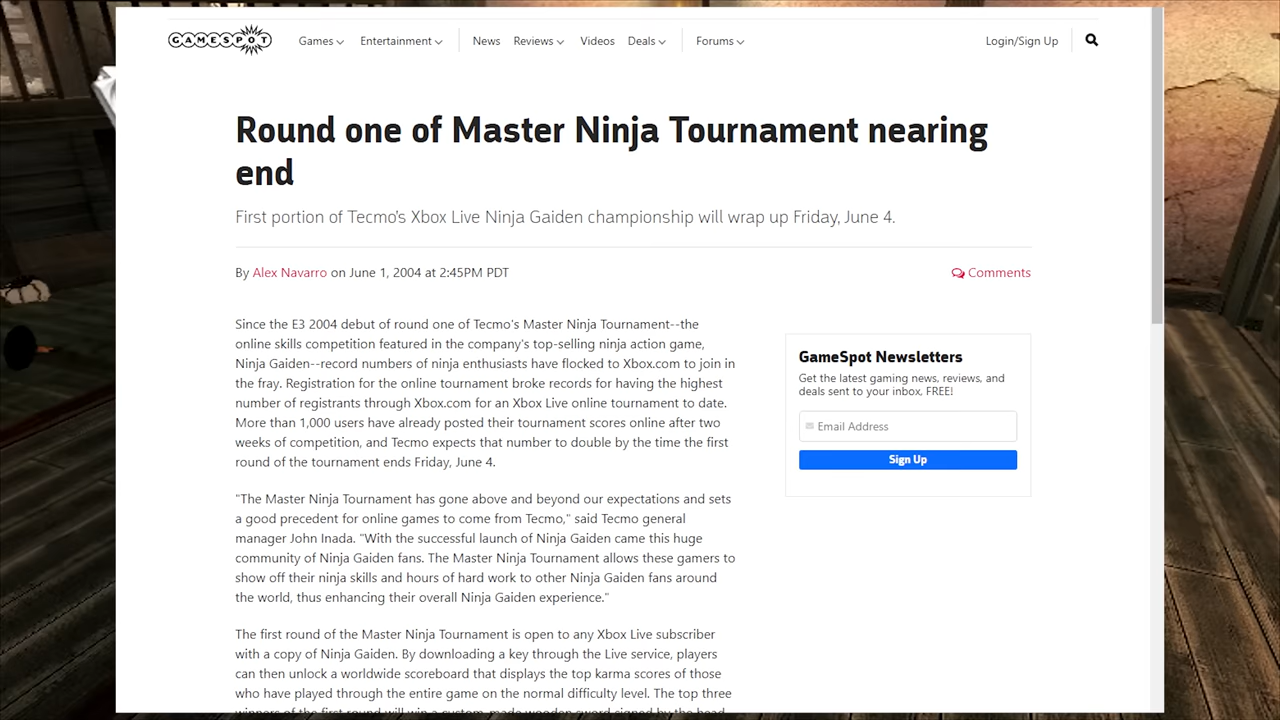 GAMESPOT
Games Entertainment News Reviews Videos Deals Forums Login/Sign Up
Round one of Master Ninja Tournament nearing
end
First portion of Tecmo's Xbox Live Ninja Gaiden championship will wrap up Friday, June 4.
By Alex Navarro on June 1, 2004 at 2:45PM PDT
Comments
Since the E3 2004 debut of round one of Tecmo's Master Ninja Tournament--the
online skills competition featured in the company's top-selling ninja action game,
Ninja Gaiden--record numbers of ninja enthusiasts have flocked to Xbox.com to join in
the fray. Registration for the online tournament broke records for having the highest
number of registrants through Xbox.com for an Xbox Live online tournament to date.
More than 1,000 users have already posted their tournament scores online after two
weeks of competition, and Tecmo expects that number to double by the time the first
round of the tournament ends Friday, June 4.
"The Master Ninja Tournament has gone above and beyond our expectations and sets
a good precedent for online games to come from Tecmo," said Tecmo general
manager John Inada. "With the successful launch of Ninja Gaiden came this huge
community of Ninja Gaiden fans. The Master Ninja Tournament allows these gamers to
show off their ninja skills and hours of hard work to other Ninja Gaiden fans around
the world, thus enhancing their overall Ninja Gaiden experience."
The first round of the Master Ninja Tournament is open to any Xbox Live subscriber
with a copy of Ninja Gaiden. By downloading a key through the Live service, players
can then unlock a worldwide scoreboard that displays the top karma scores of those
who have played through the entire game on the normal difficulty level. The top three
winners of the first round will win a custom-made wooden sword signed by the head
GameSpot Newsletters
Get the latest gaming news, reviews, and
deals sent to your inbox, FREE!
Email Address
Sign Up